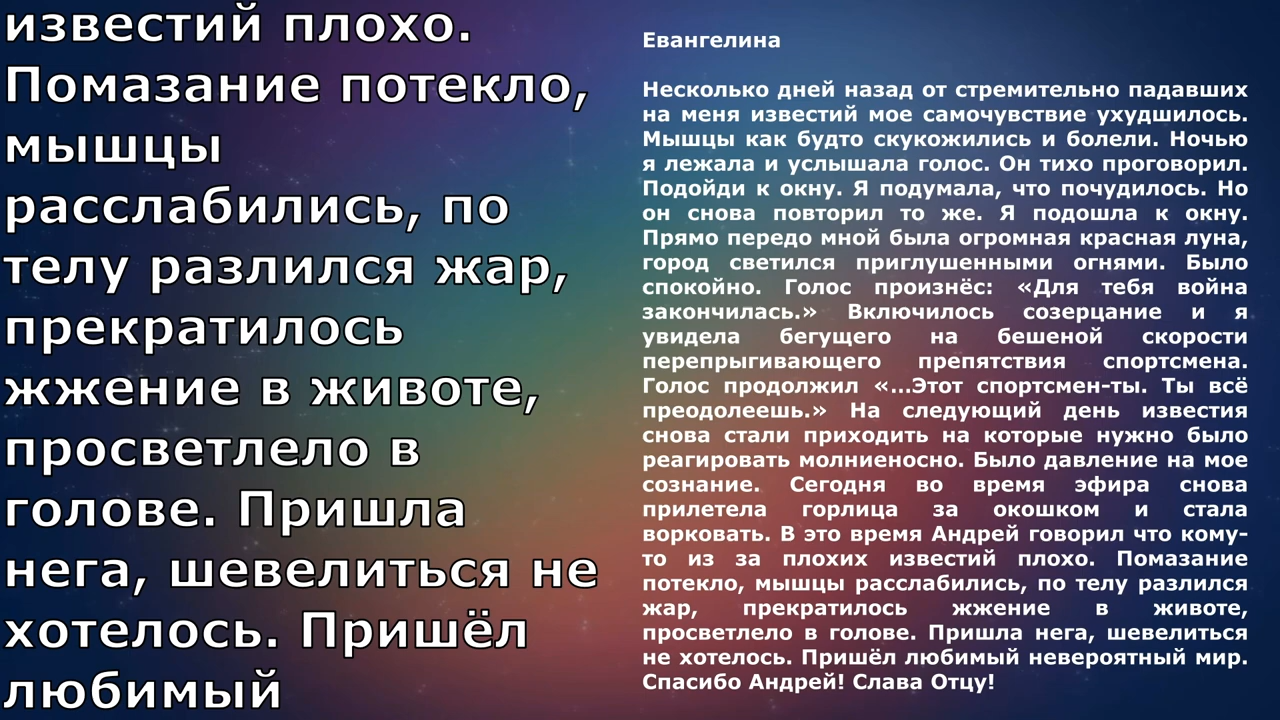 известий плохо.
Помазание потекло,
мышцы
расслабились, по
телу разлился жар,
прекратилось
жжение в животе,
просветлело в
голове. Пришла
нега, шевелиться не
хотелось. Пришёл
любимый
Евангелина
Несколько дней назад от стремительно падавших
на меня известий мое самочувствие ухудшилось.
Мышцы как будто скукожились и болели. Ночью
я лежала и услышала голос. Он тихо проговорил.
Подойди к окну. Я подумала, что почудилось. Но
он снова повторил то же. Я подошла к окну.
Прямо передо мной была огромная красная луна,
город светился приглушенными огнями. Было
спокойно. Голос произнёс: «Для тебя война
закончилась.» Включилось созерцание и я
увидела бегущего на бешеной скорости
перепрыгивающего препятствия спортсмена.
Голос продолжил «...Этот спортсмен-ты. Ты всё
преодолеешь.» На следующий день известия
снова стали приходить на которые нужно было
реагировать молниеносно. Было давление на мое
сознание. Сегодня во время эфира снова
прилетела горлица за окошком и стала
ворковать. В это время Андрей говорил что кому-
то из за плохих известий плохо. Помазание
потекло, мышцы расслабились, по телу разлился
жар, прекратилось жжение в животе,
просветлело в голове. Пришла нега, шевелиться
не хотелось. Пришёл любимый невероятный мир.
Спасибо Андрей! Слава Отцу!